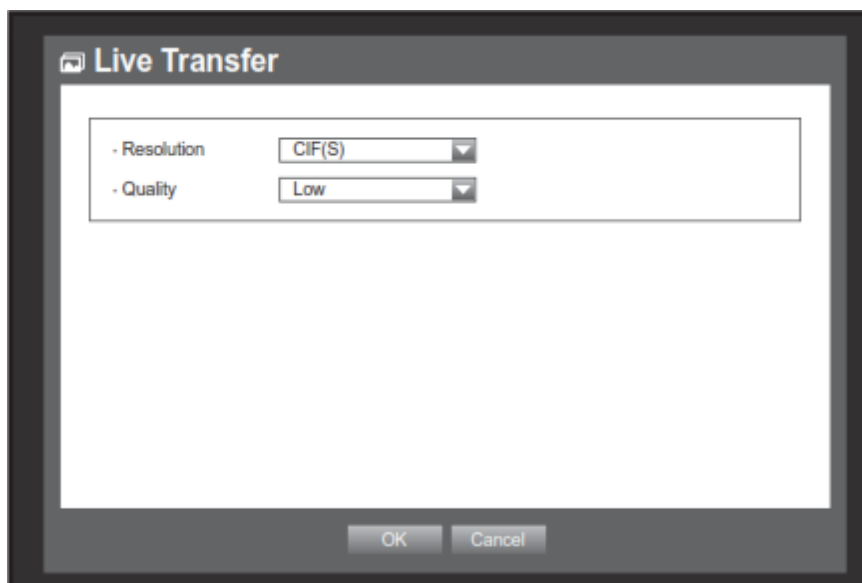 Live Transfer
- Resolution CIF(S)
- Quality Low
OK Cancel